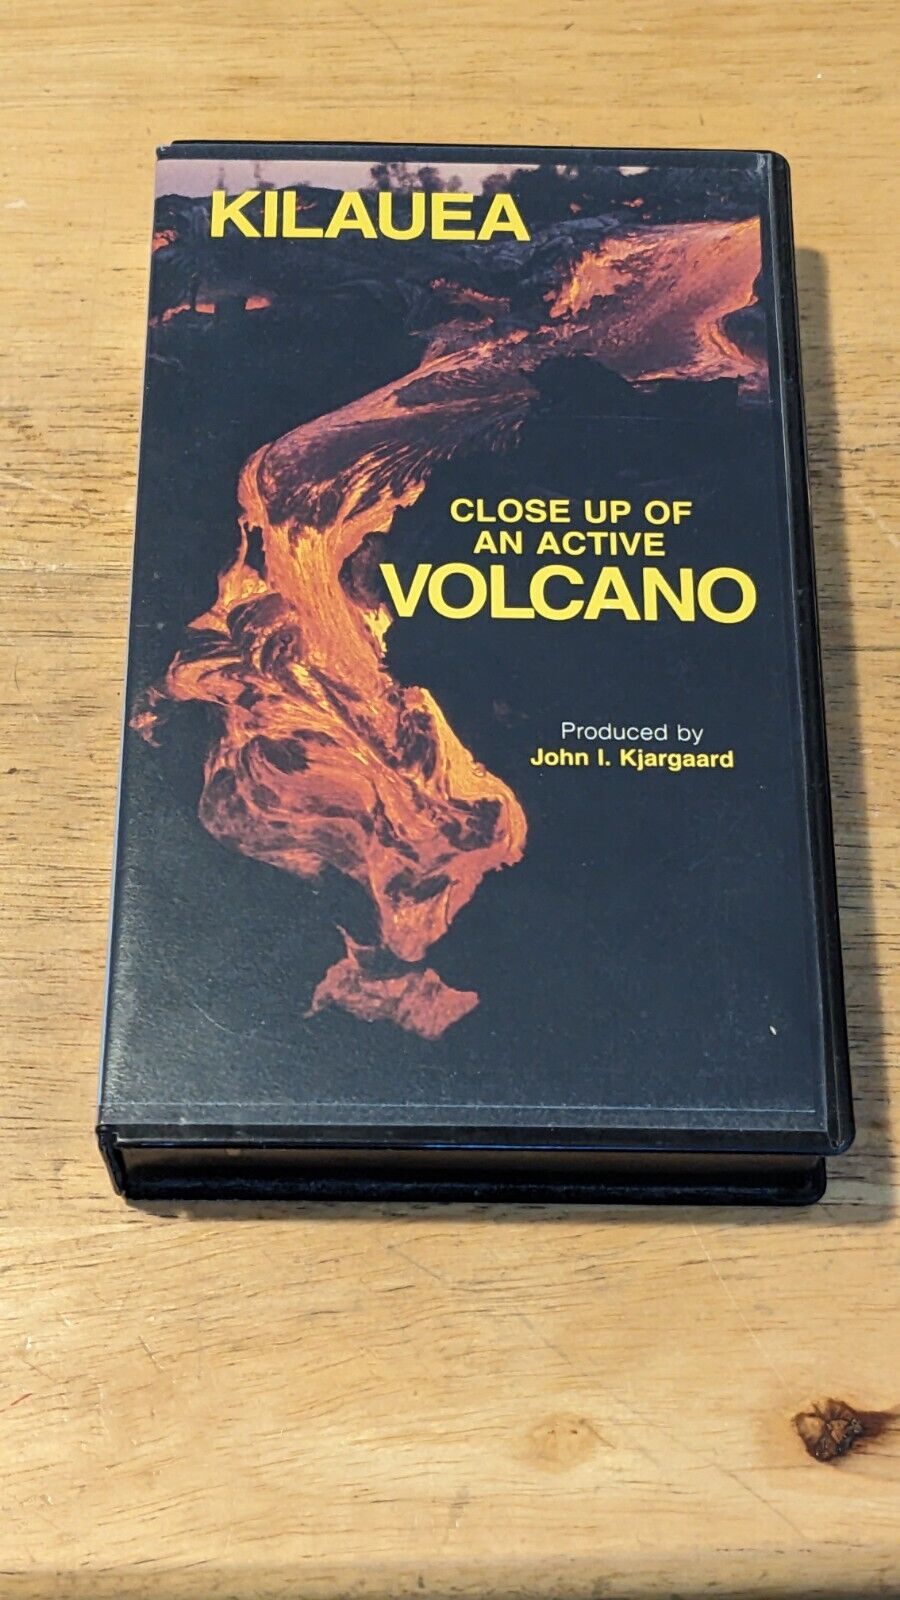 KILAUEA
CLOSE UP OF
AN ACTIVE
VOLCANO
Produced by
John I. Kjargaard